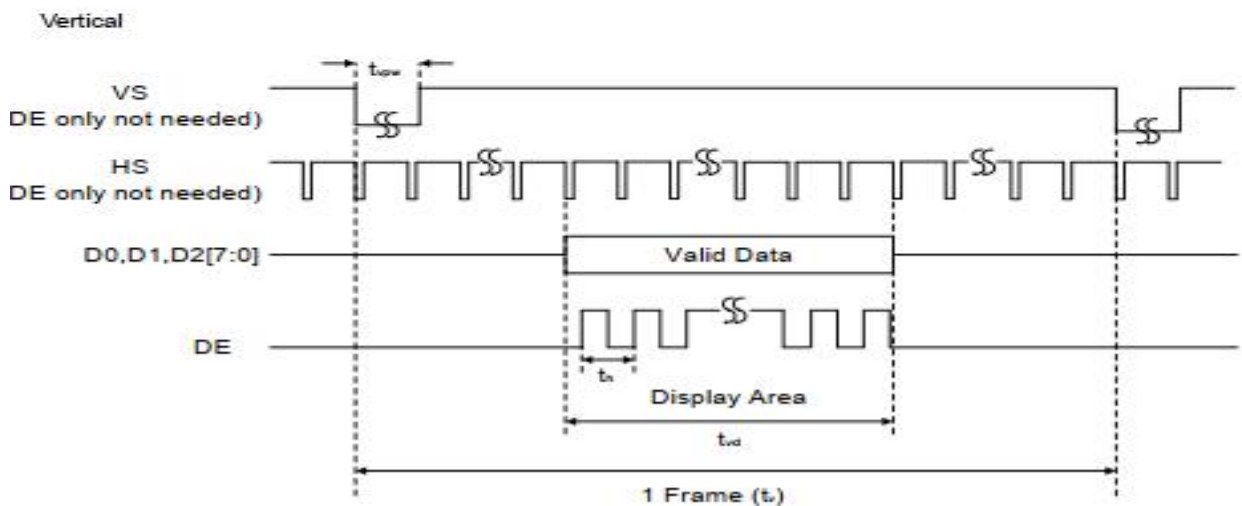 Vertical
tvpw
VS
DE only not needed)
HS
DE only not needed)
D0,D1,D2[7:0]
Valid Data
DE
th
Display Area
tvd
1 Frame (tv)